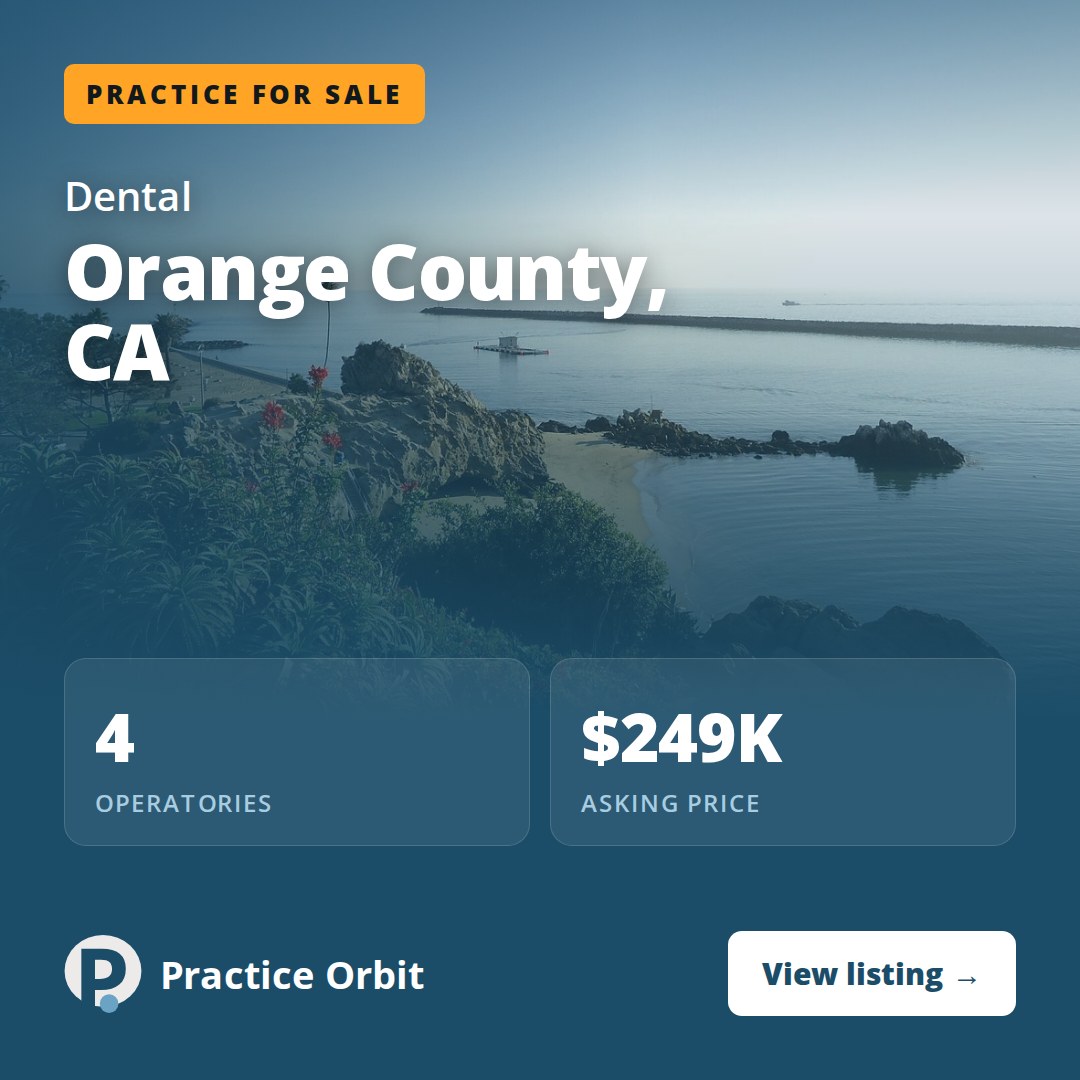 PRACTICE FOR SALE
Dental
Orange County,
CA
4
OPERATORIES
$249K
ASKING PRICE
Practice Orbit
View listing →